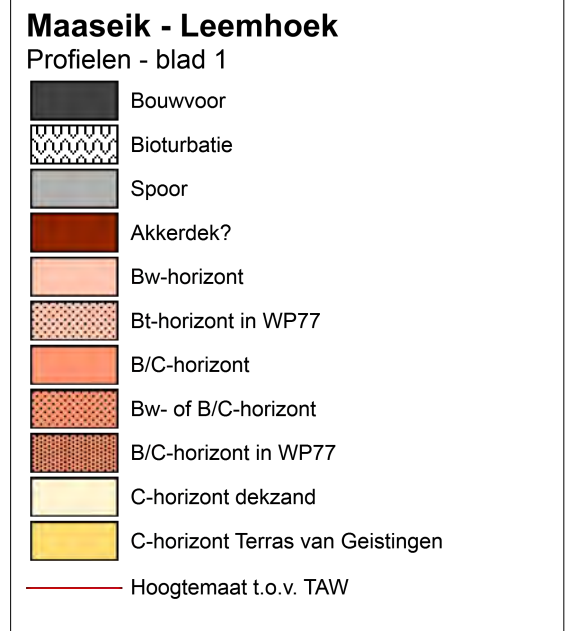 Maaseik - Leemhoek
Profielen - blad 1
Bouwvoor
Bioturbatie
Spoor
Akkerdek?
Bw-horizont
Bt-horizont in WP77
B/C-horizont
Bw- of B/C-horizont
B/C-horizont in WP77
C-horizont dekzand
C-horizont Terras van Geistingen
Hoogtemaat t.o.v. TAW